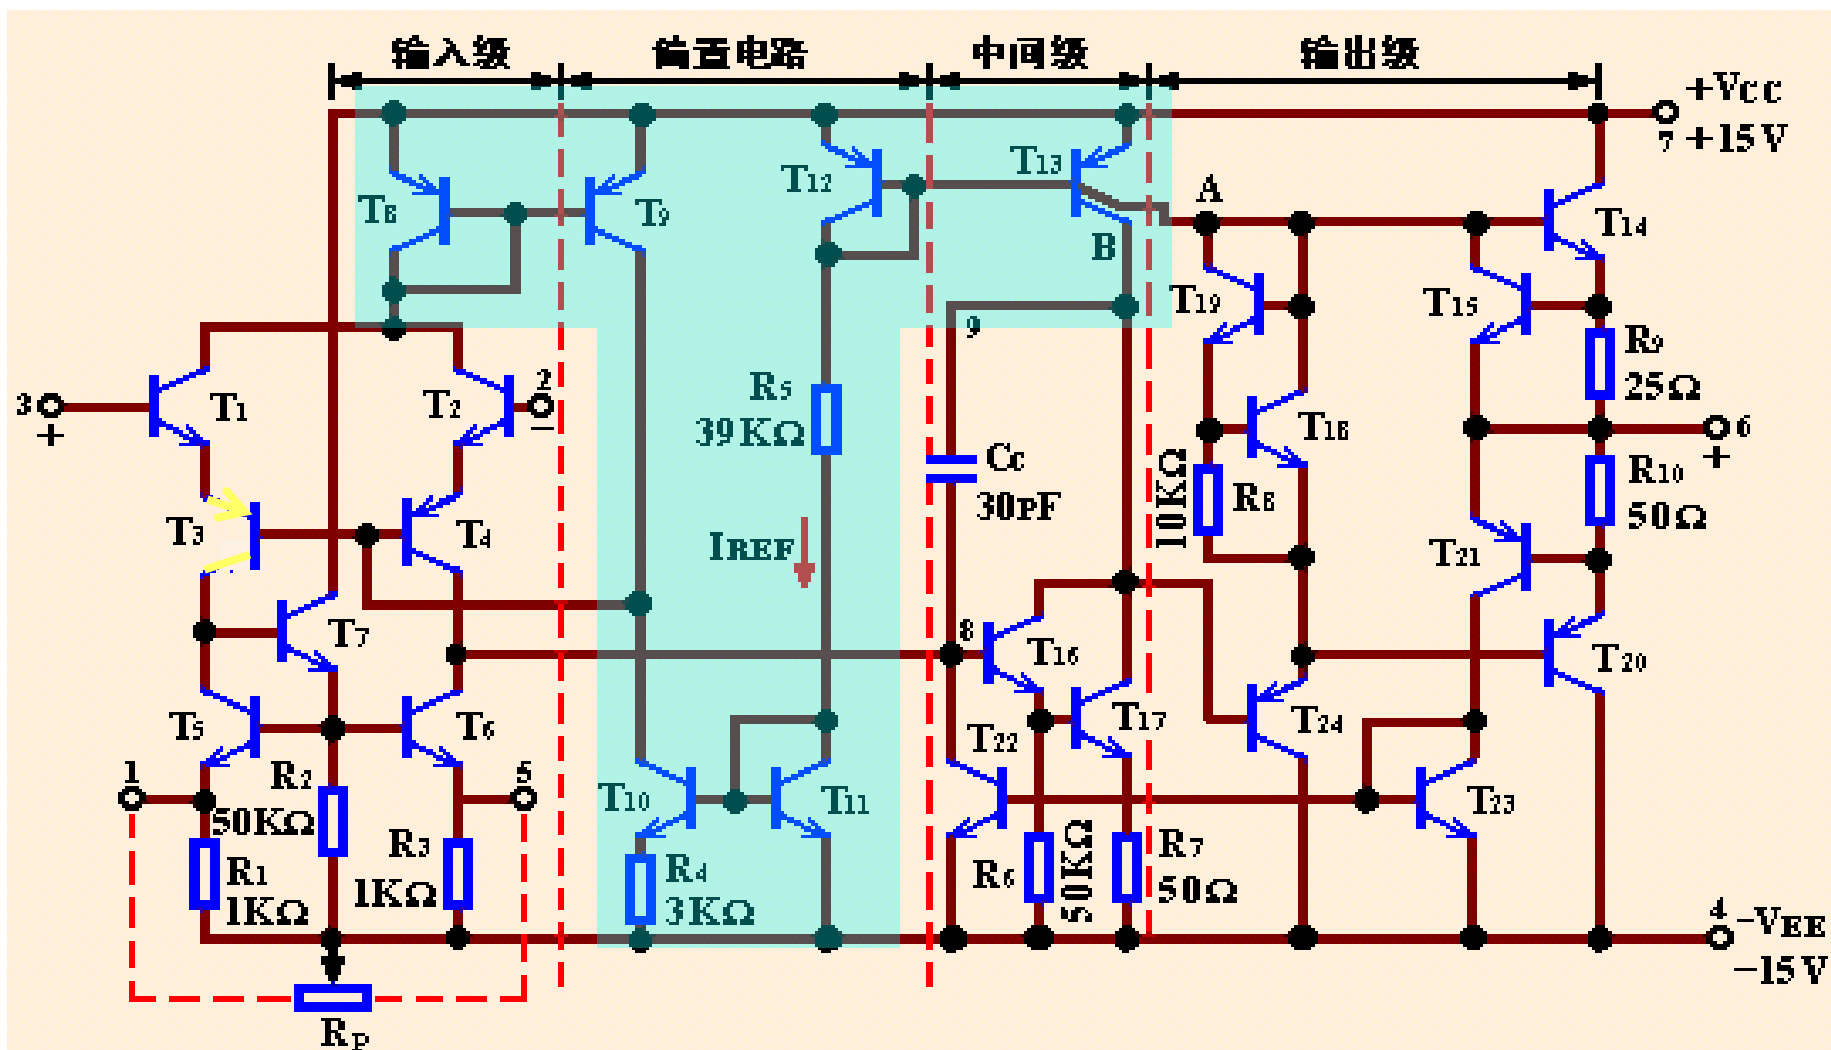 输入级 偏置电路 中间级 输出级
+VCC
7 +15V
T8 T9 T12 T13 A T14
B
T19 T15
9
R9
25Ω
3 + T1 T2 2 −
R5
39KΩ
CC
30PF
10KΩ R8 T18
6 +
R10
50Ω
T3 T4 IREF T21
T7 8 T16 T20
T5 T6 T22 T17 T24
1 R2 5 T10 T11 T23
50KΩ
R1 R3 R4 R6 50KΩ R7
1KΩ 1KΩ 3KΩ 50Ω
4 −VEE
−15V
RP